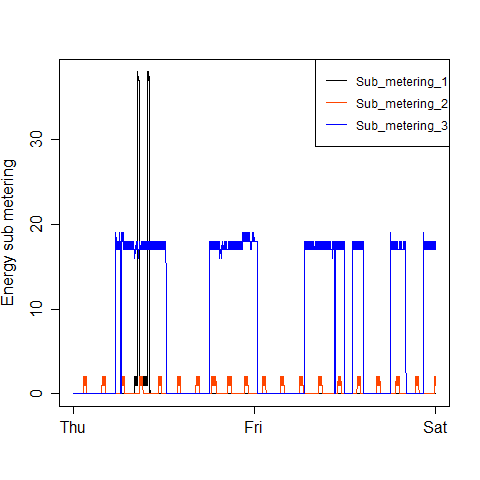 Sub_metering_1
Sub_metering_2
Sub_metering_3
Energy sub metering
30
20
10
0
Thu Fri Sat